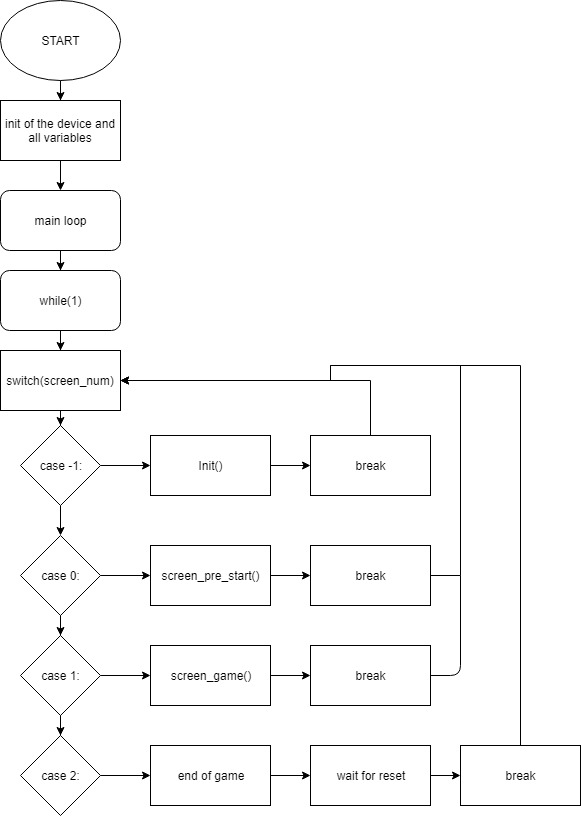 START
init of the device and
all variables
main loop
while(1)
switch(screen_num)
case -1:
Init()
break
case 0:
screen_pre_start()
break
case 1:
screen_game()
break
case 2:
end of game
wait for reset
break